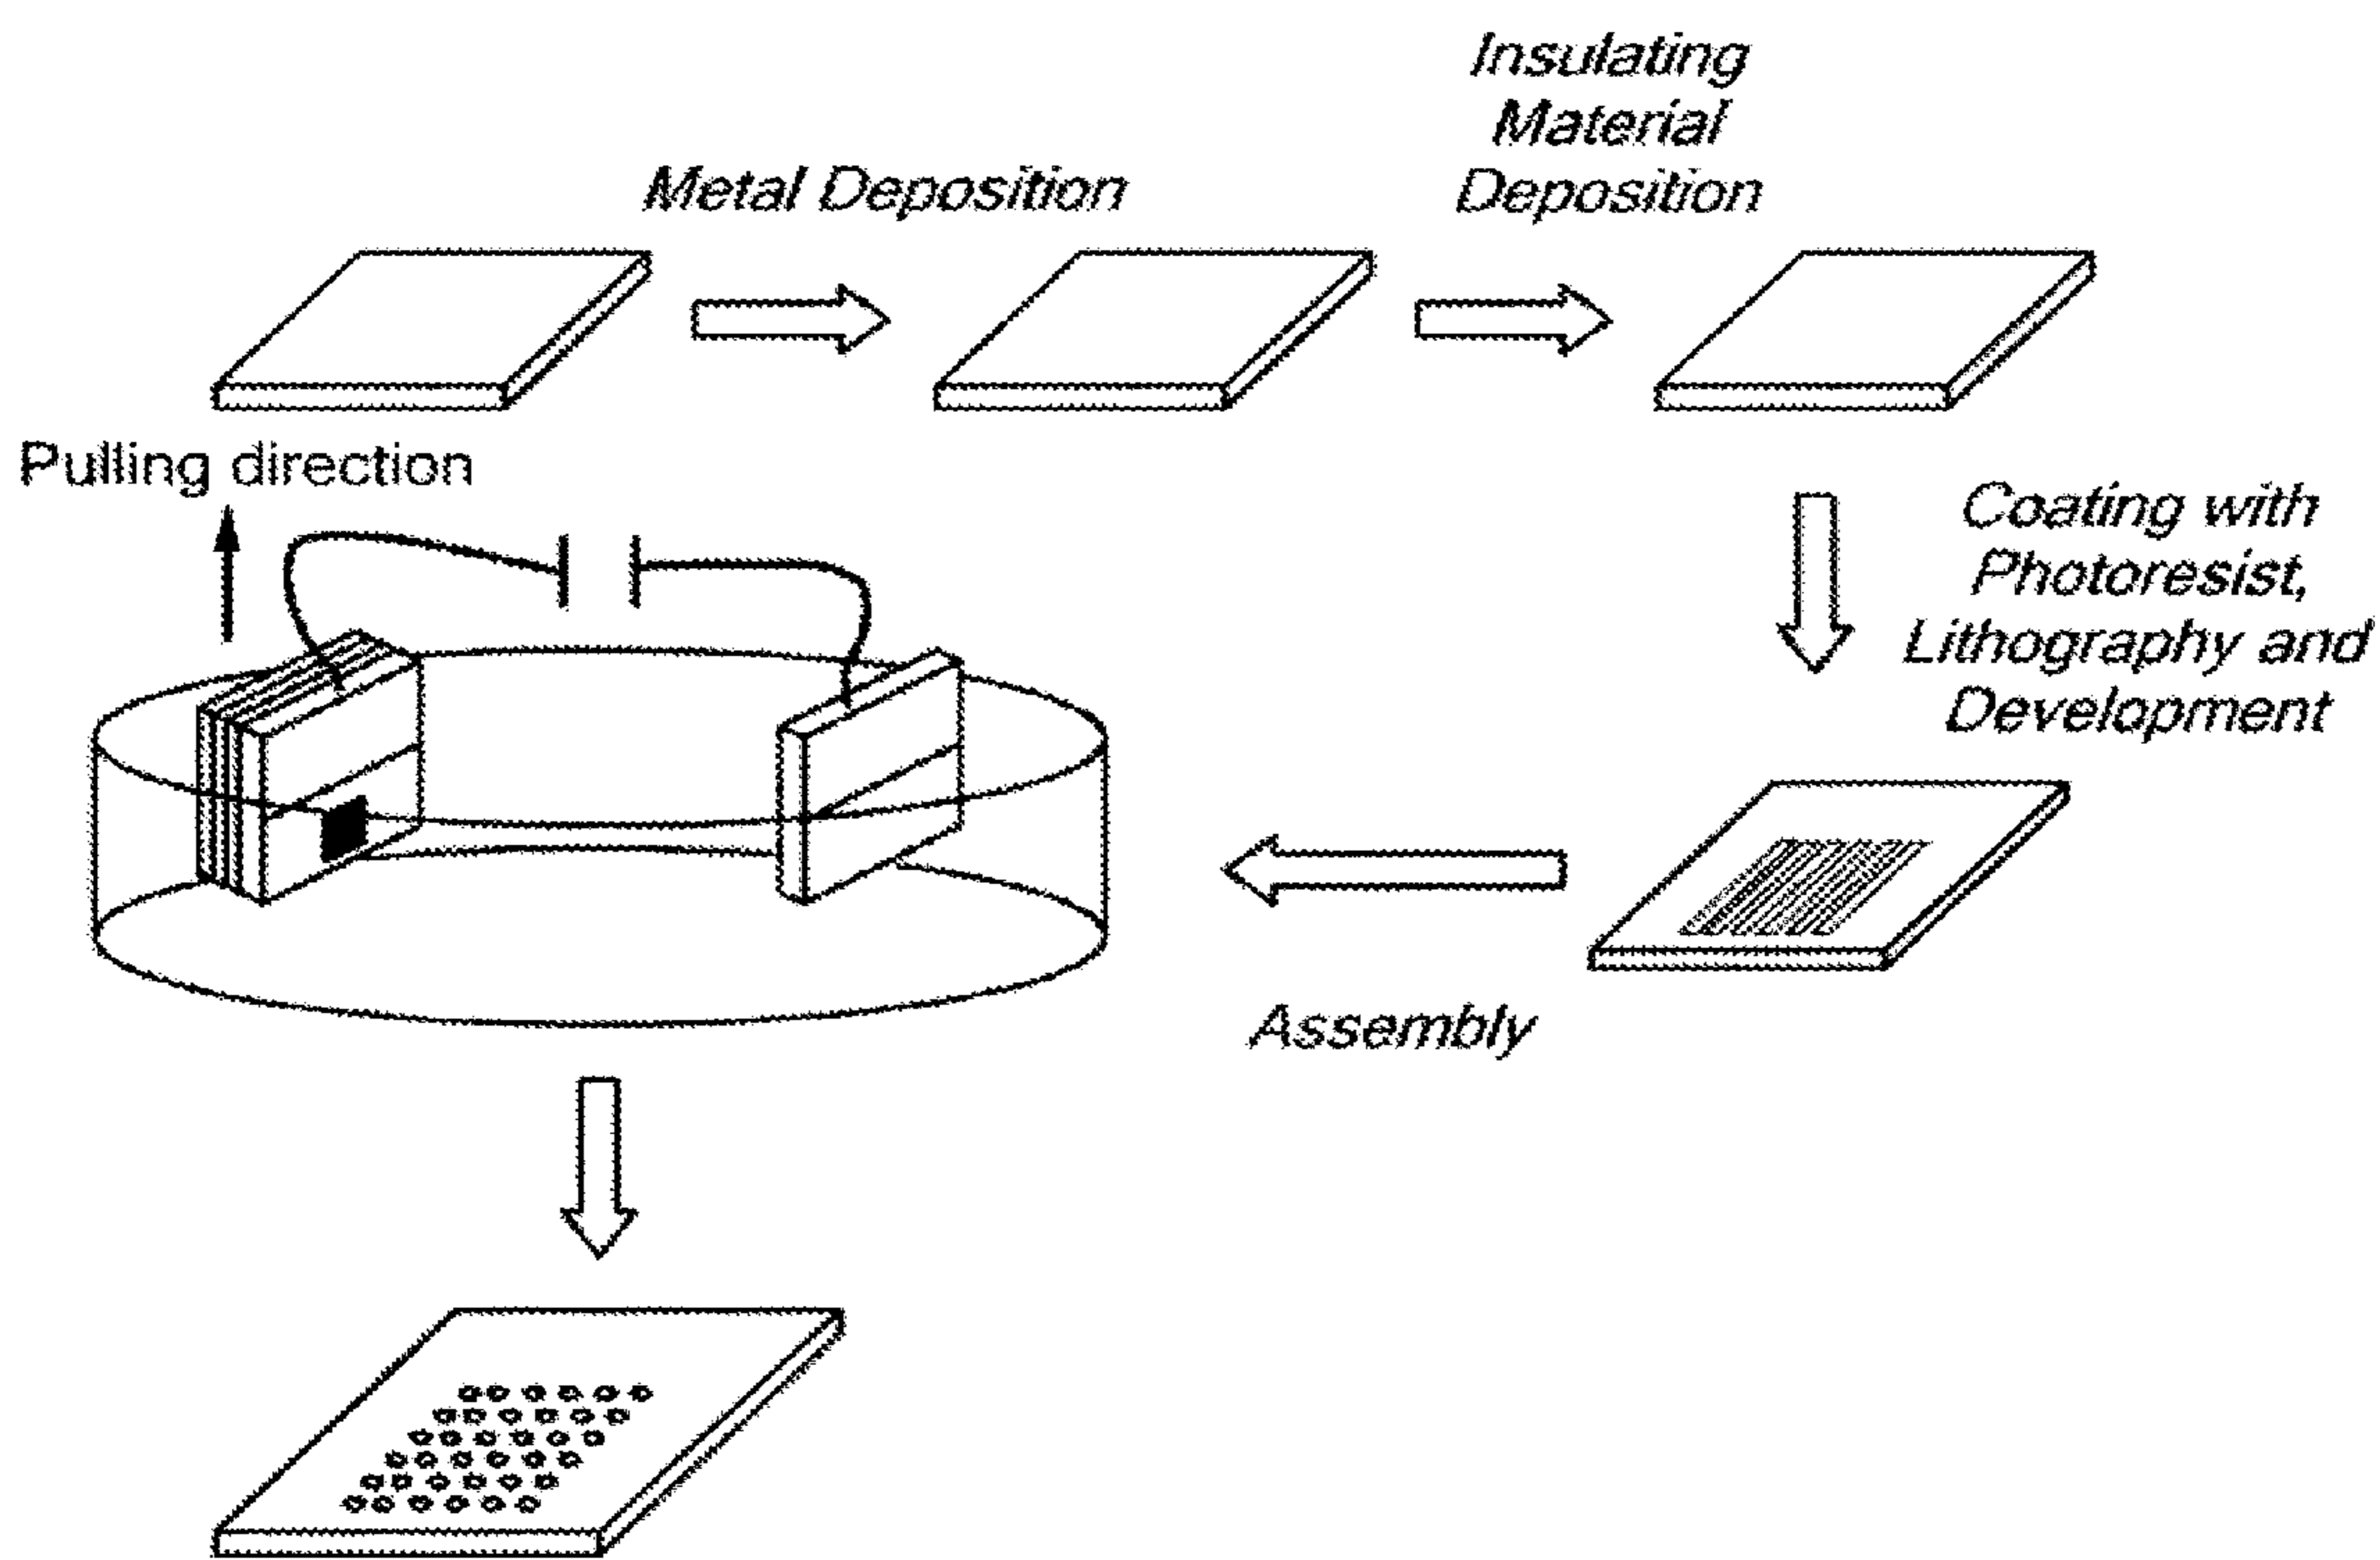 Metal Deposition
Insulating
Material
Deposition
Pulling direction
Coating with
Photoresist,
Lithography and
Development
Assembly